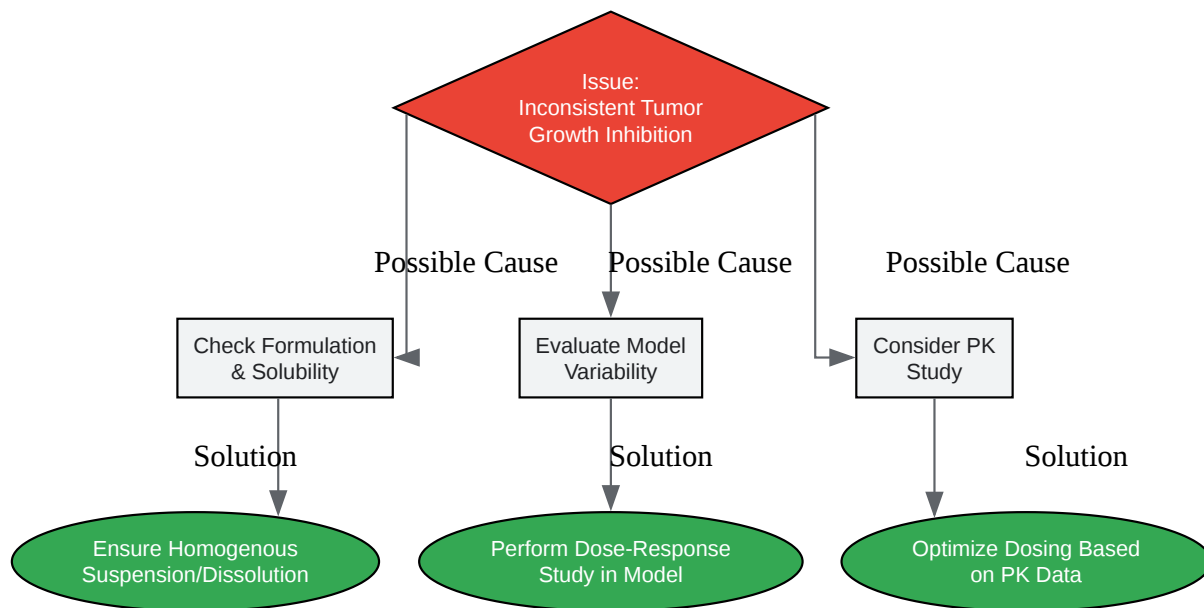 Issue:
Inconsistent Tumor
Growth Inhibition
Possible Cause
Possible Cause
Possible Cause
Check Formulation
& Solubility
Evaluate Model
Variability
Consider PK
Study
Solution
Solution
Solution
Ensure Homogenous
Suspension/Dissolution
Perform Dose-Response
Study in Model
Optimize Dosing Based
on PK Data